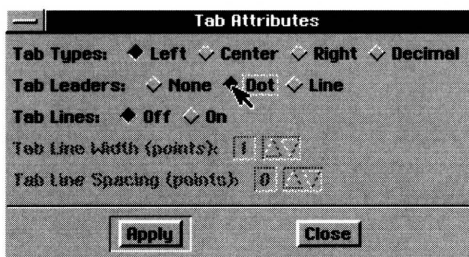 Tab Attributes
Tab Types: Left Center Right Decimal
Tab Leaders: None Dot Line
Tab Lines: Off On
Tab Line Width (points): 1
Tab Line Spacing (points): 0
Apply Close